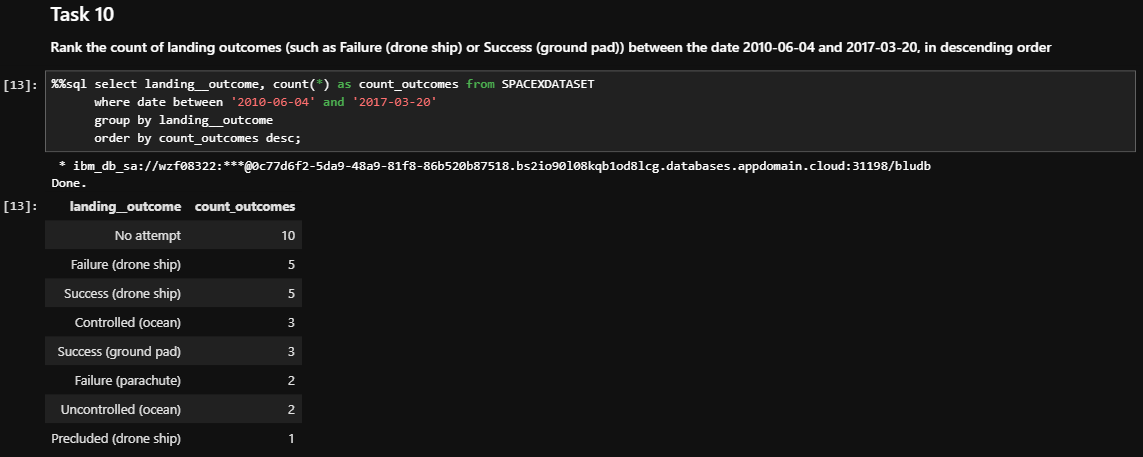 Task 10
Rank the count of landing outcomes (such as Failure (drone ship) or Success (ground pad)) between the date 2010-06-04 and 2017-03-20, in descending order
[13]: %%sql select landing__outcome, count(*) as count_outcomes from SPACEXDATASET
where date between '2010-06-04' and '2017-03-20'
group by landing__outcome
order by count_outcomes desc;
* ibm_db_sa://wzf08322:***@0c77d6f2-5da9-48a9-81f8-86b520b87518.bs2io90l08kqb1od8lcg.databases.appdomain.cloud:31198/bludb
Done.
[13]: landing__outcome count_outcomes
No attempt 10
Failure (drone ship) 5
Success (drone ship) 5
Controlled (ocean) 3
Success (ground pad) 3
Failure (parachute) 2
Uncontrolled (ocean) 2
Precluded (drone ship) 1